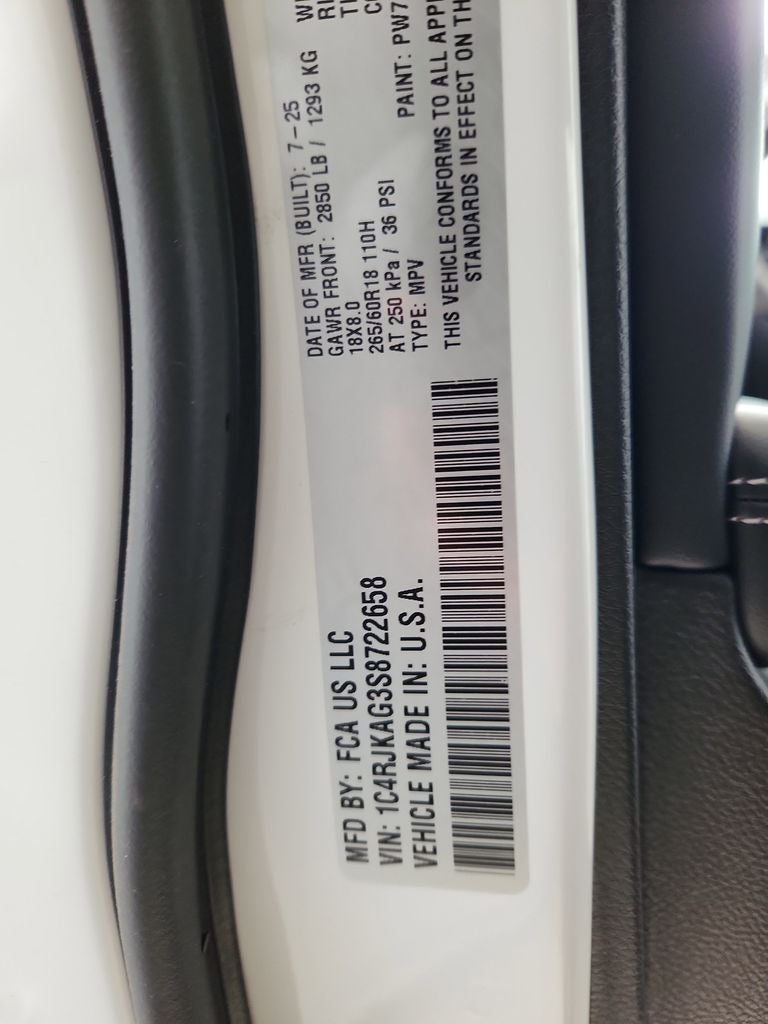 MFD BY: FCA US LLC
VIN: 1C4RJKAG3S8722658
VEHICLE MADE IN: U.S.A.
DATE OF MFR (BUILT): 7-25
GAWR FRONT: 2850 LB / 1293 KG
18X8.0
265/60R18 110H
AT 250 kPa / 36 PSI
TYPE: MPV
PAINT: PW7
THIS VEHICLE CONFORMS TO ALL
STANDARDS IN EFFECT ON